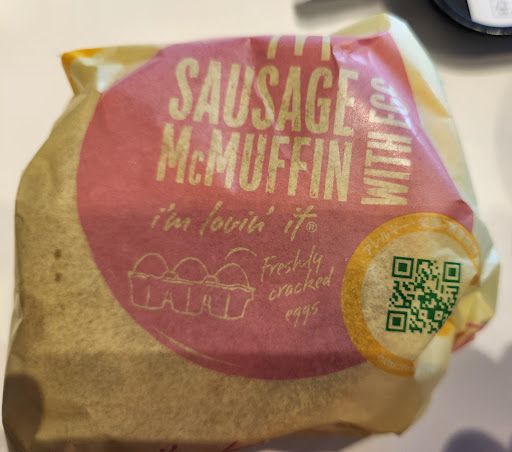 SAUSAGE
McMUFFIN
WITH EGG
i'm lovin' it®
Freshly
cracked
eggs